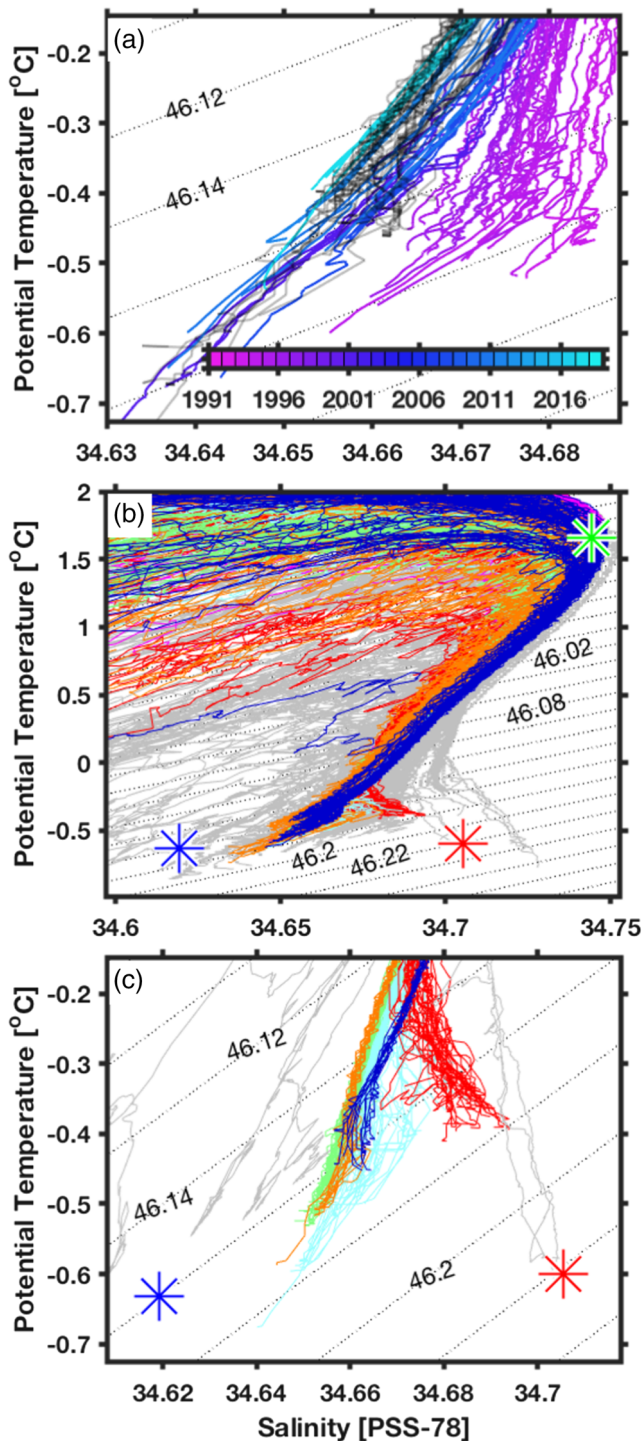 (a)
Potential Temperature [°C]
-0.2
-0.3
-0.4
-0.5
-0.6
-0.7
46.12
46.14
1991 1996 2001 2006 2011 2016
34.63 34.64 34.65 34.66 34.67 34.68
(b)
Potential Temperature [°C]
2
1.5
1
0.5
0
-0.5
46.02
46.08
46.2
46.22
34.6 34.65 34.7 34.75
(c)
Potential Temperature [°C]
-0.2
-0.3
-0.4
-0.5
-0.6
-0.7
46.12
46.14
46.2
34.62 34.64 34.66 34.68 34.7
Salinity [PSS-78]